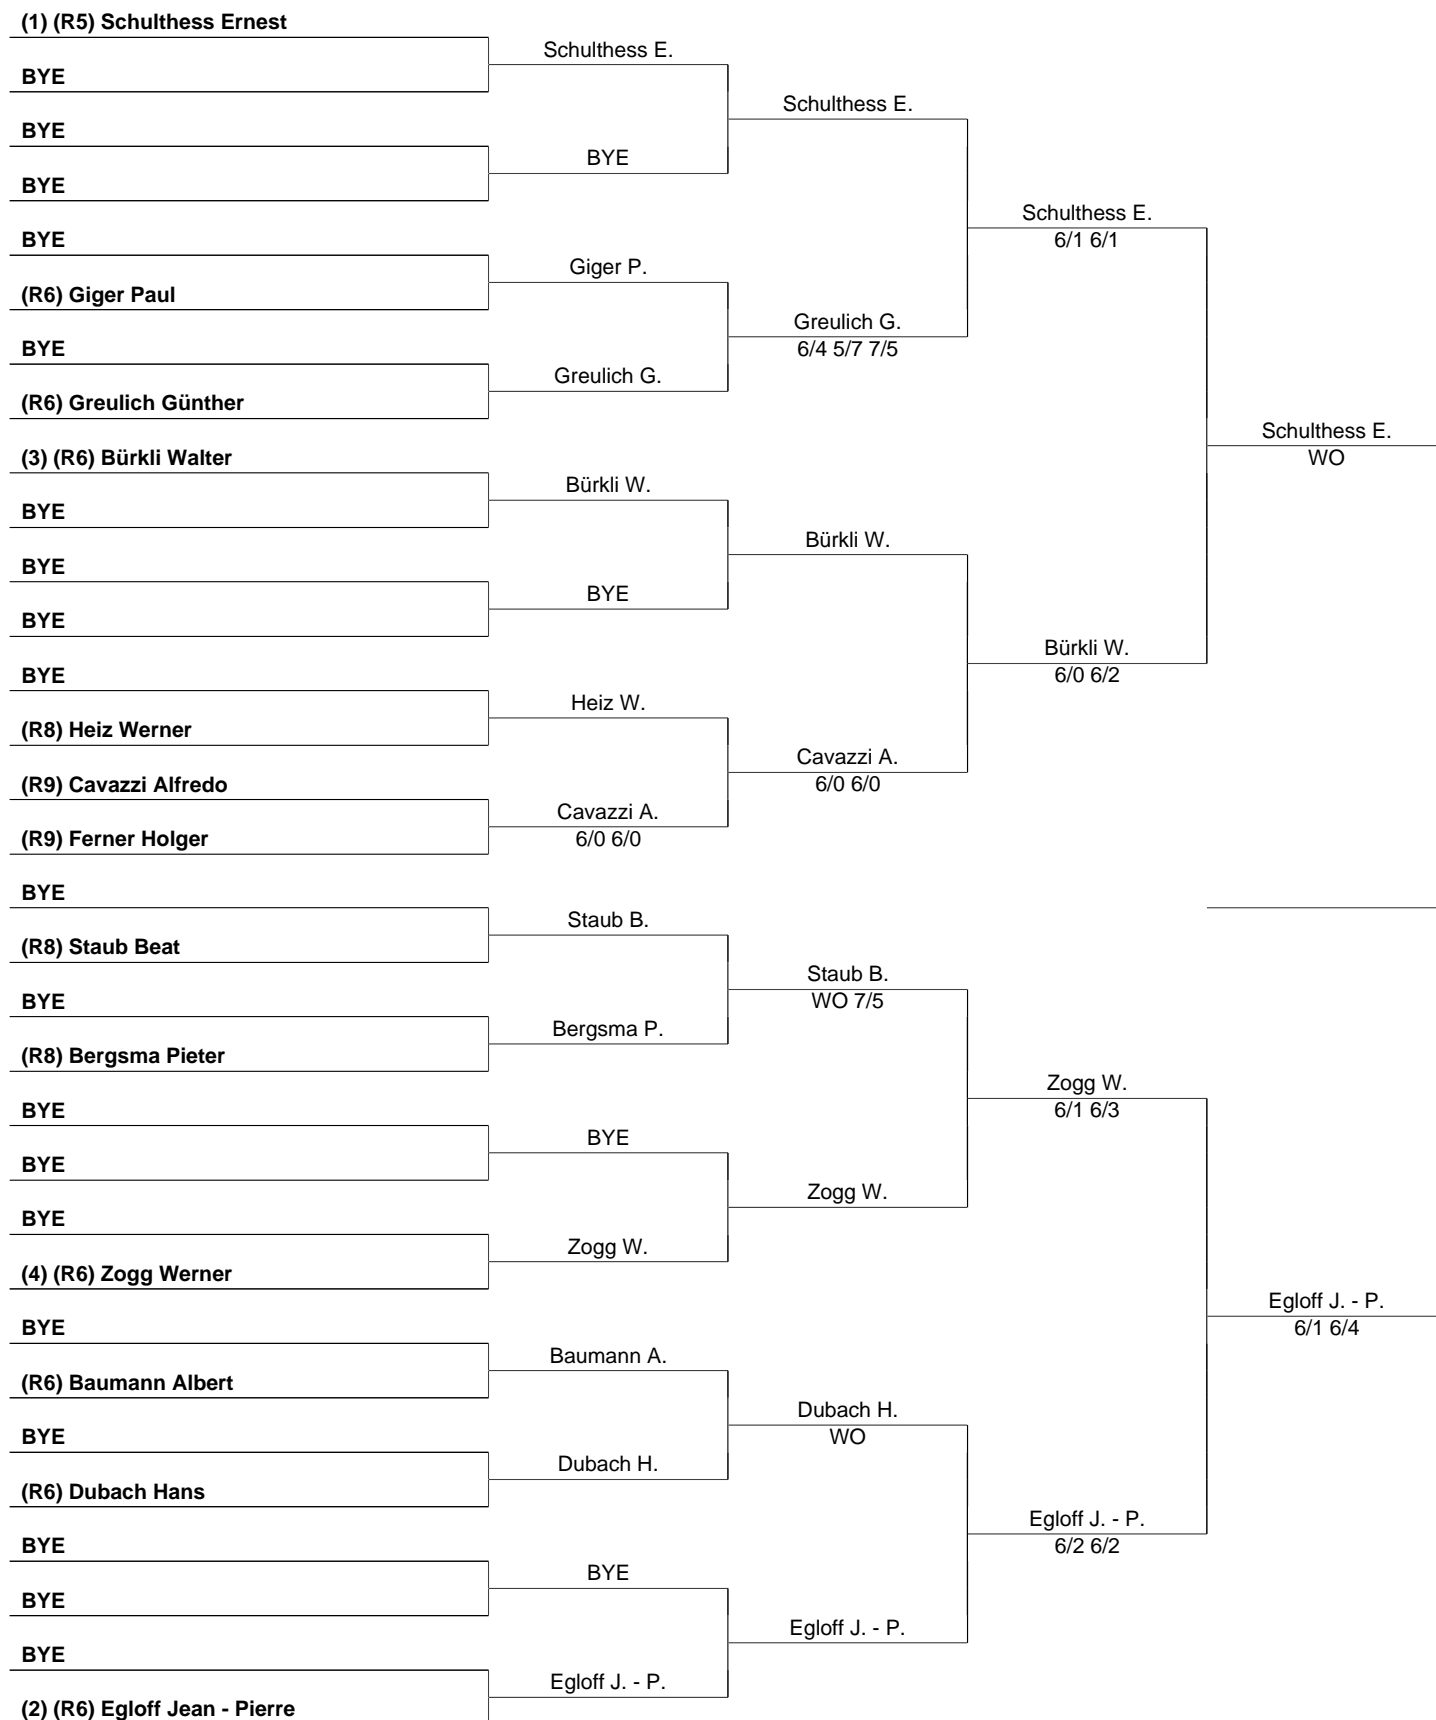 (1) (R5) Schulthess Ernest
Schulthess E.
BYE
Schulthess E.
BYE
BYE
BYE
Schulthess E.
6/1 6/1
BYE
Giger P.
(R6) Giger Paul
Greulich G.
6/4 5/7 7/5
BYE
Greulich G.
(R6) Greulich Günther
Schulthess E.
WO
(3) (R6) Bürkli Walter
Bürkli W.
BYE
Bürkli W.
BYE
BYE
BYE
Bürkli W.
6/0 6/2
BYE
Heiz W.
(R8) Heiz Werner
Cavazzi A.
6/0 6/0
(R9) Cavazzi Alfredo
Cavazzi A.
6/0 6/0
(R9) Ferner Holger
BYE
Staub B.
(R8) Staub Beat
Staub B.
WO 7/5
BYE
Bergsma P.
(R8) Bergsma Pieter
Zogg W.
6/1 6/3
BYE
BYE
BYE
Zogg W.
BYE
Zogg W.
(4) (R6) Zogg Werner
Egloff J. - P.
6/1 6/4
BYE
Baumann A.
(R6) Baumann Albert
Dubach H.
WO
BYE
Dubach H.
(R6) Dubach Hans
Egloff J. - P.
6/2 6/2
BYE
BYE
BYE
Egloff J. - P.
BYE
Egloff J. - P.
(2) (R6) Egloff Jean - Pierre